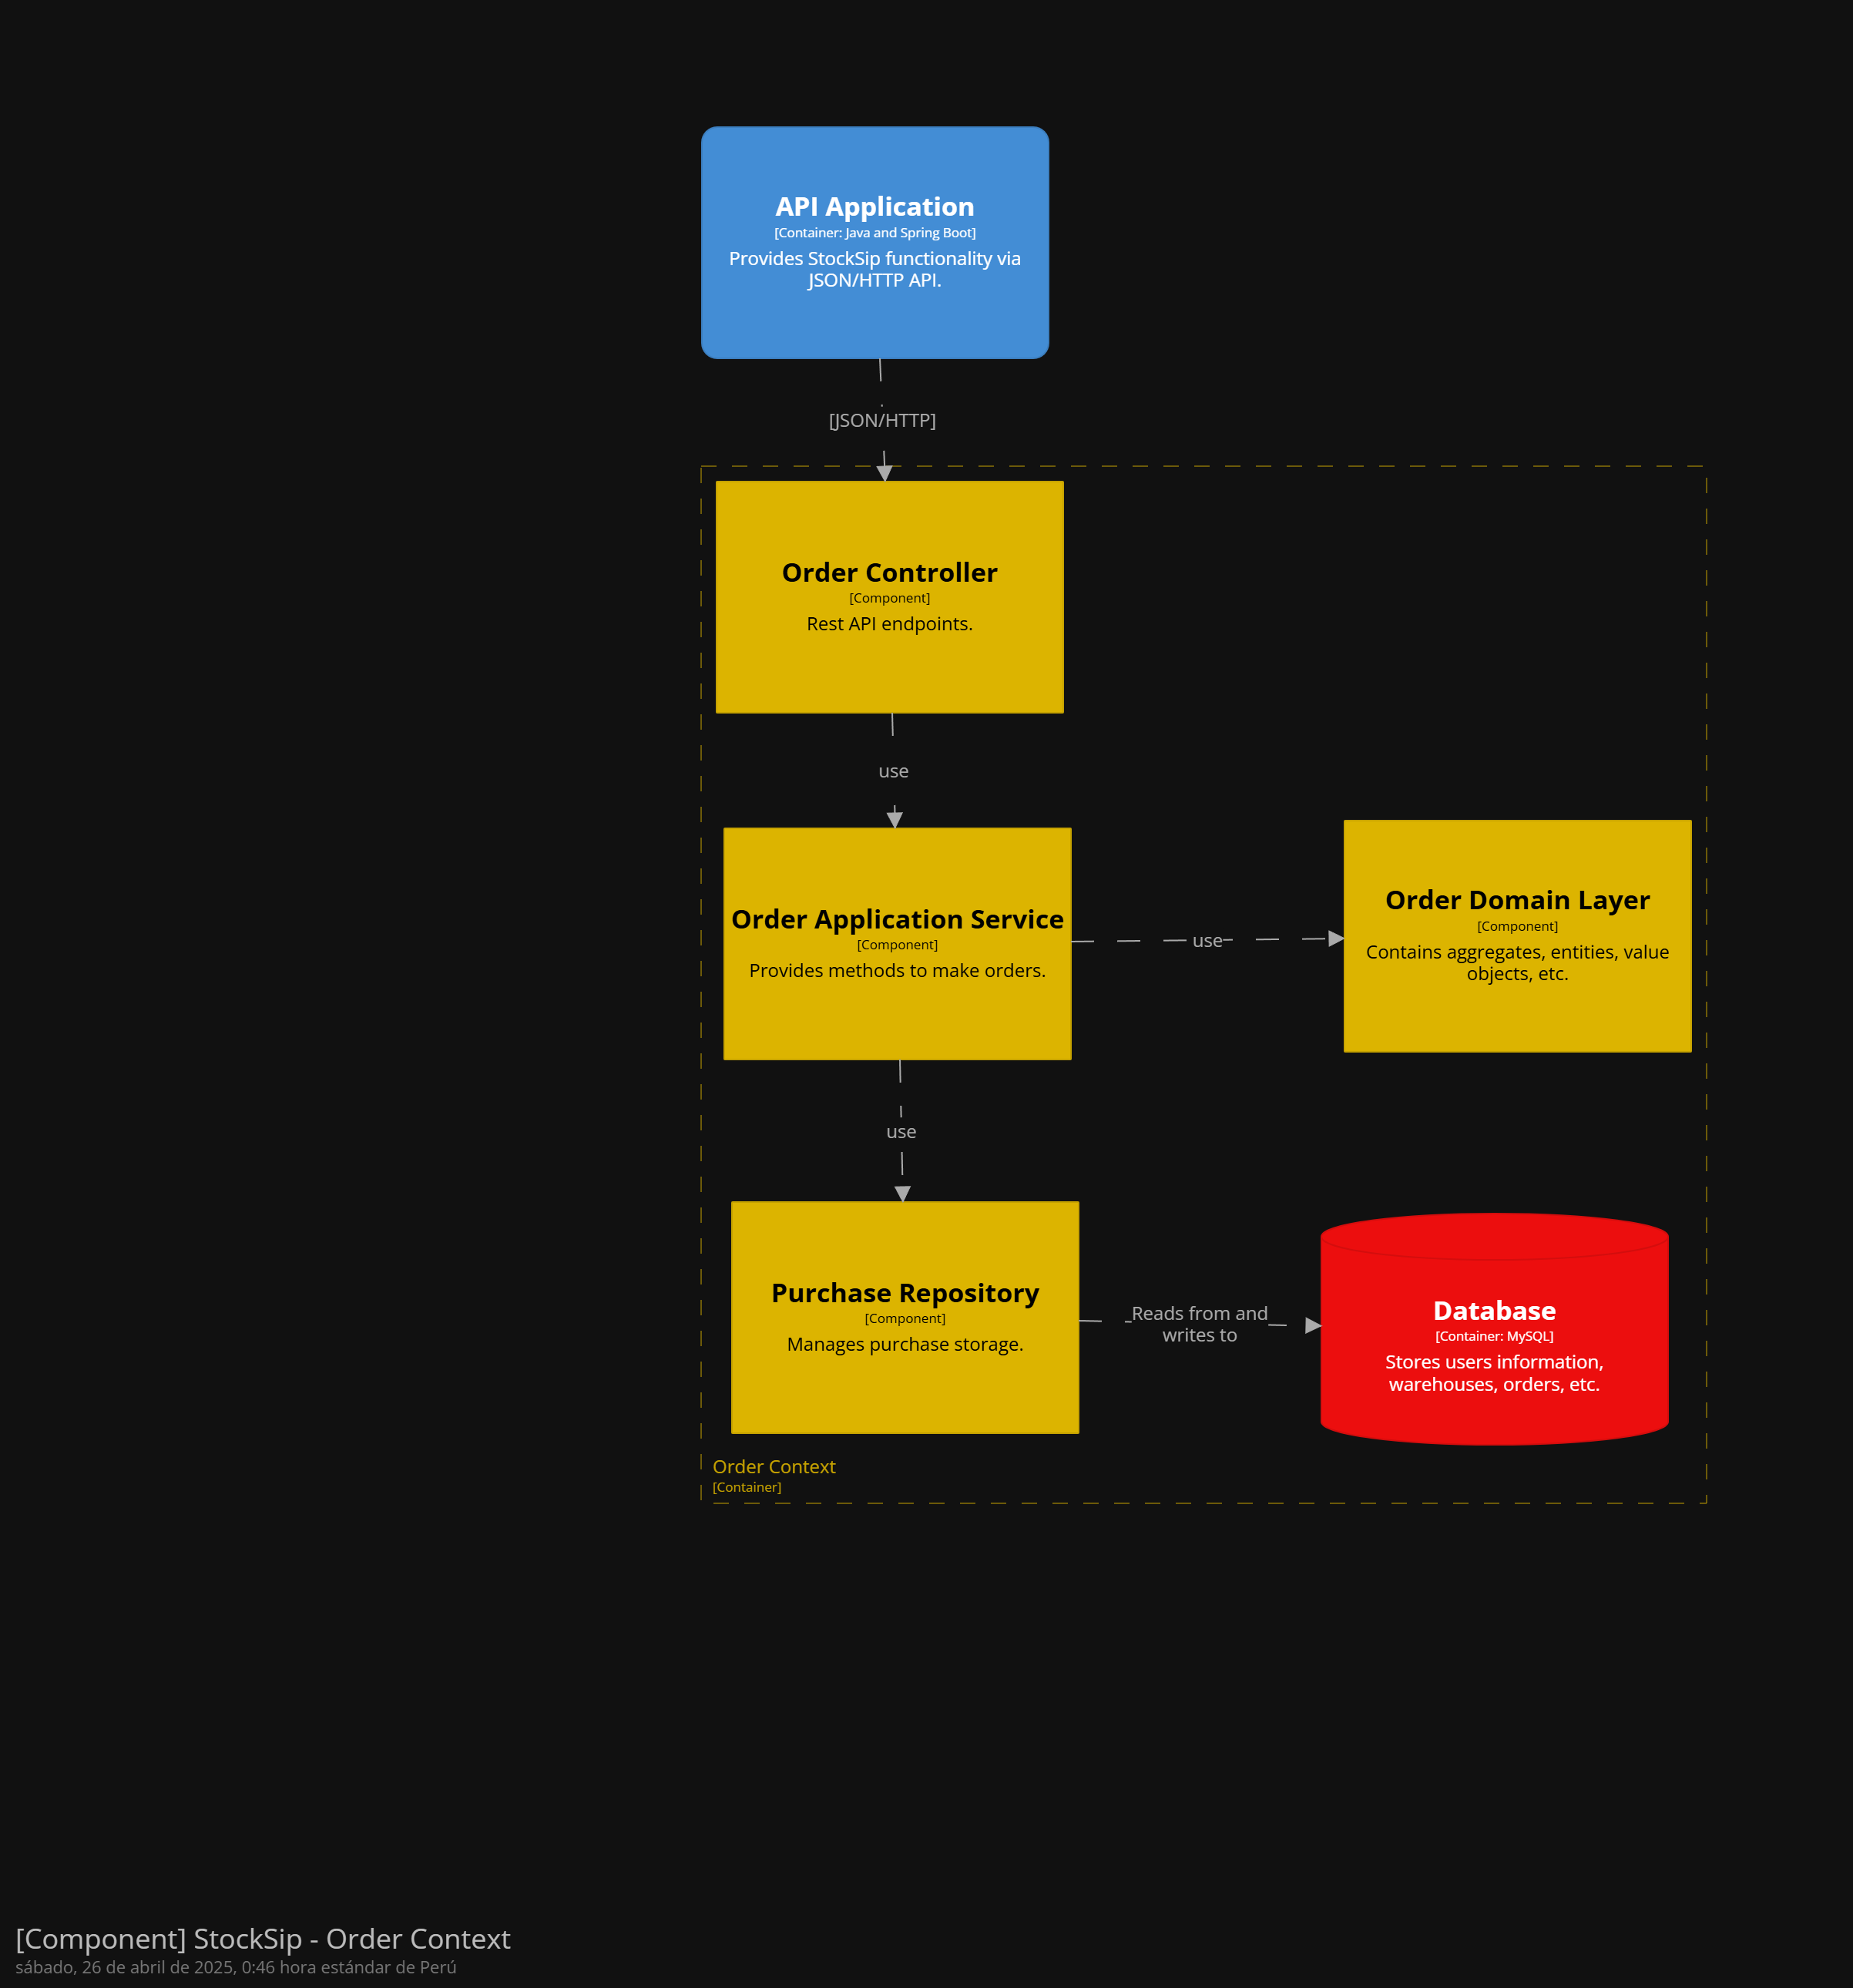 API Application
[Container: Java and Spring Boot]
Provides StockSip functionality via
JSON/HTTP API.
[JSON/HTTP]
Order Controller
[Component]
Rest API endpoints.
use
Order Application Service
[Component]
Provides methods to make orders.
use
Order Domain Layer
[Component]
Contains aggregates, entities, value
objects, etc.
use
Purchase Repository
[Component]
Manages purchase storage.
Reads from and
writes to
Database
[Container: MySQL]
Stores users information,
warehouses, orders, etc.
Order Context
[Container]
[Component] StockSip - Order Context
sábado, 26 de abril de 2025, 0:46 hora estándar de Perú